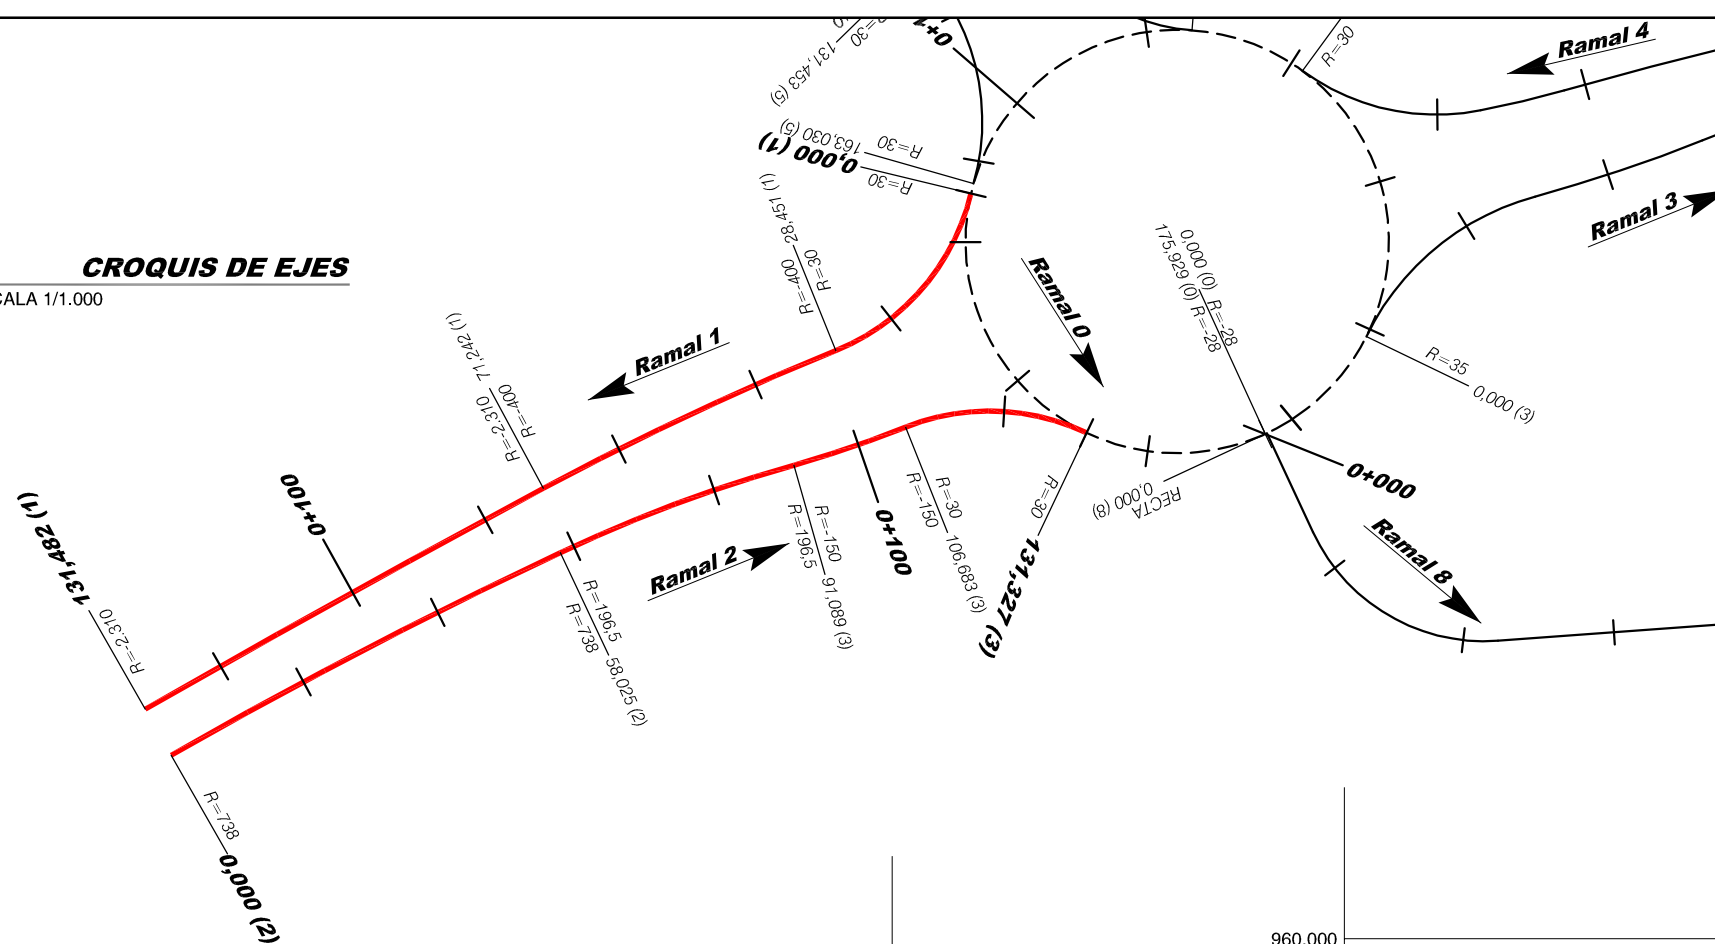 R=30
131,453 (5)
R=30
Ramal 4
163,030 (5)
R=30
0,000 (1)
R=30
28,451 (1)
R=-400
R=30
Ramal 3
CROQUIS DE EJES
Ramal 0
0,000 (0) R=-28
175,929 (0) R=-28
Ramal 1
71,242 (1)
R=-2.310
R=-400
R=35
0,000 (3)
0+100
131,482 (1)
R=-2.310
0+000
RECTA
0,000 (8)
R=30
131,327 (3)
R=30
R=-150
106,683 (3)
0+100
R=-150
R=196,5
91,089 (3)
Ramal 2
Ramal 8
R=196,5
R=738
58,025 (2)
R=738
0,000 (2)
960.000